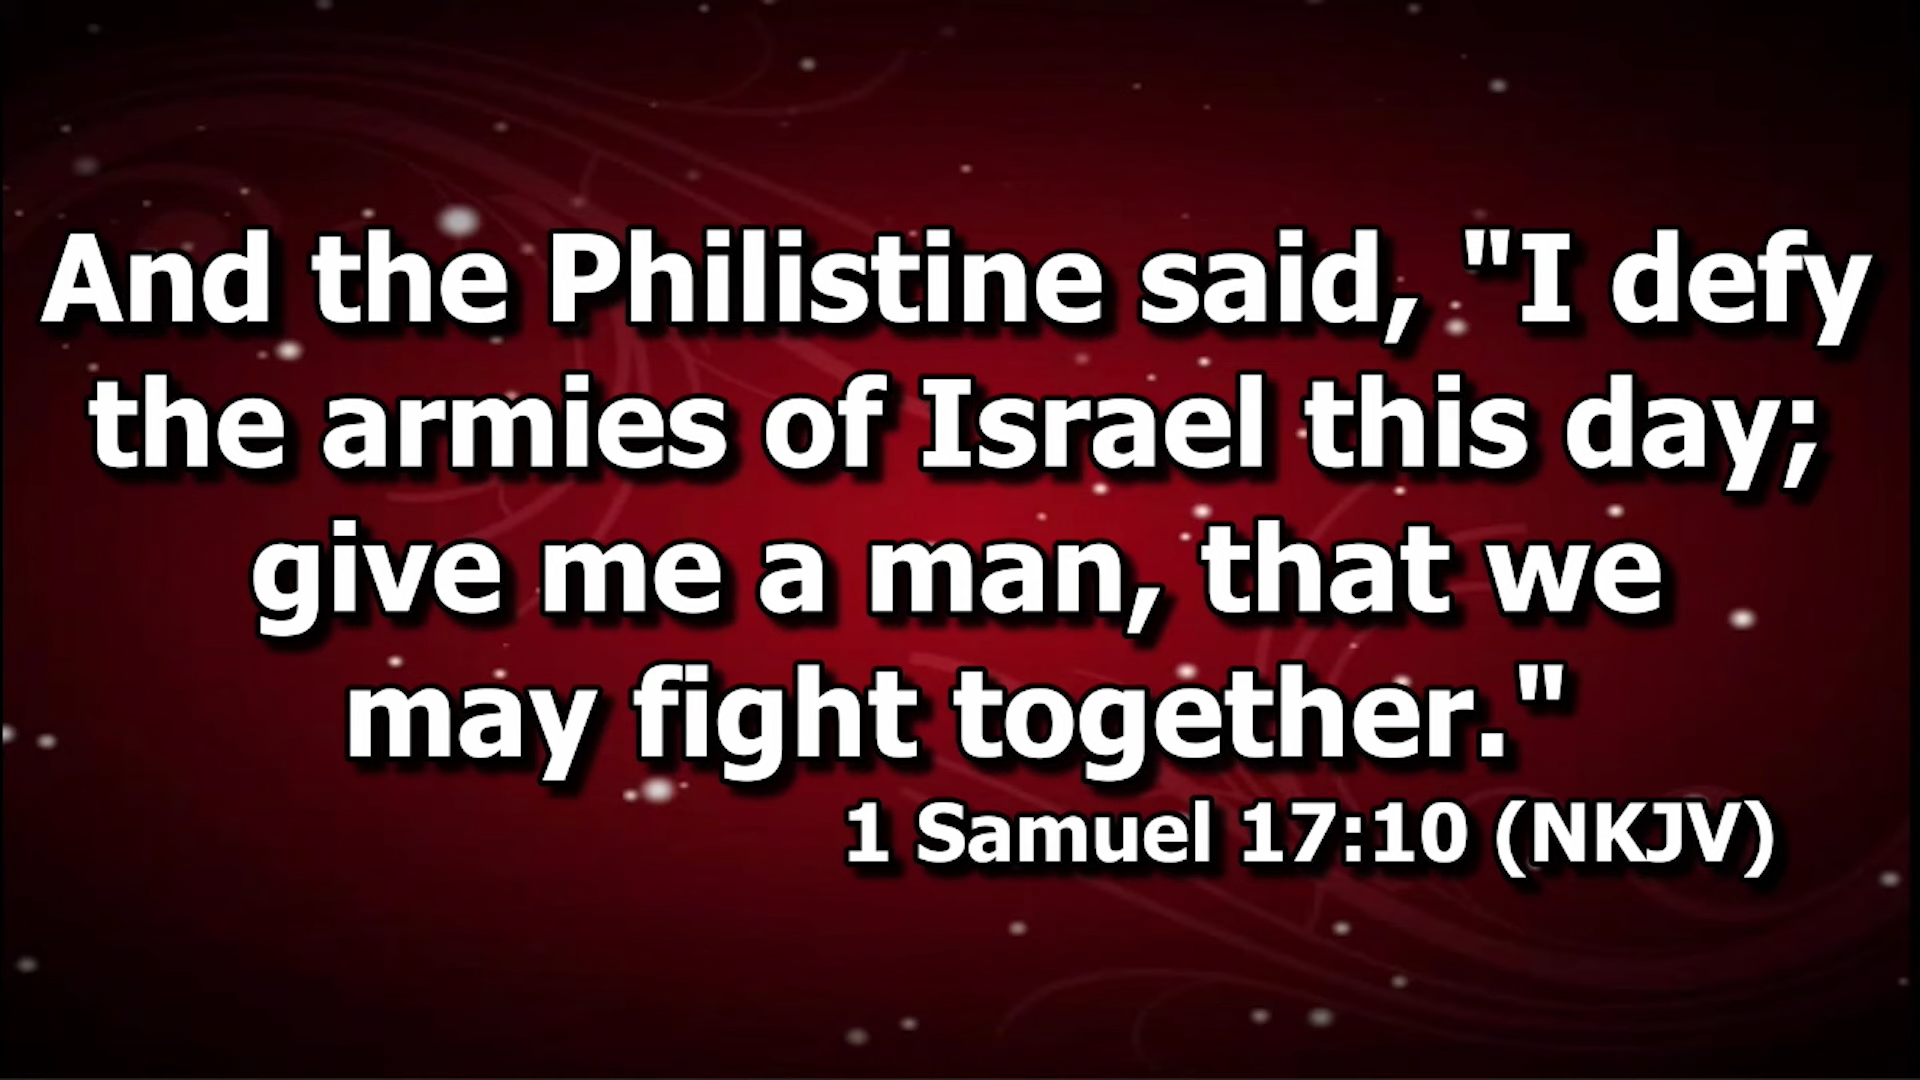 And the Philistine said, "I defy
the armies of Israel this day;
give me a man, that we
may fight together."
1 Samuel 17:10 (NKJV)